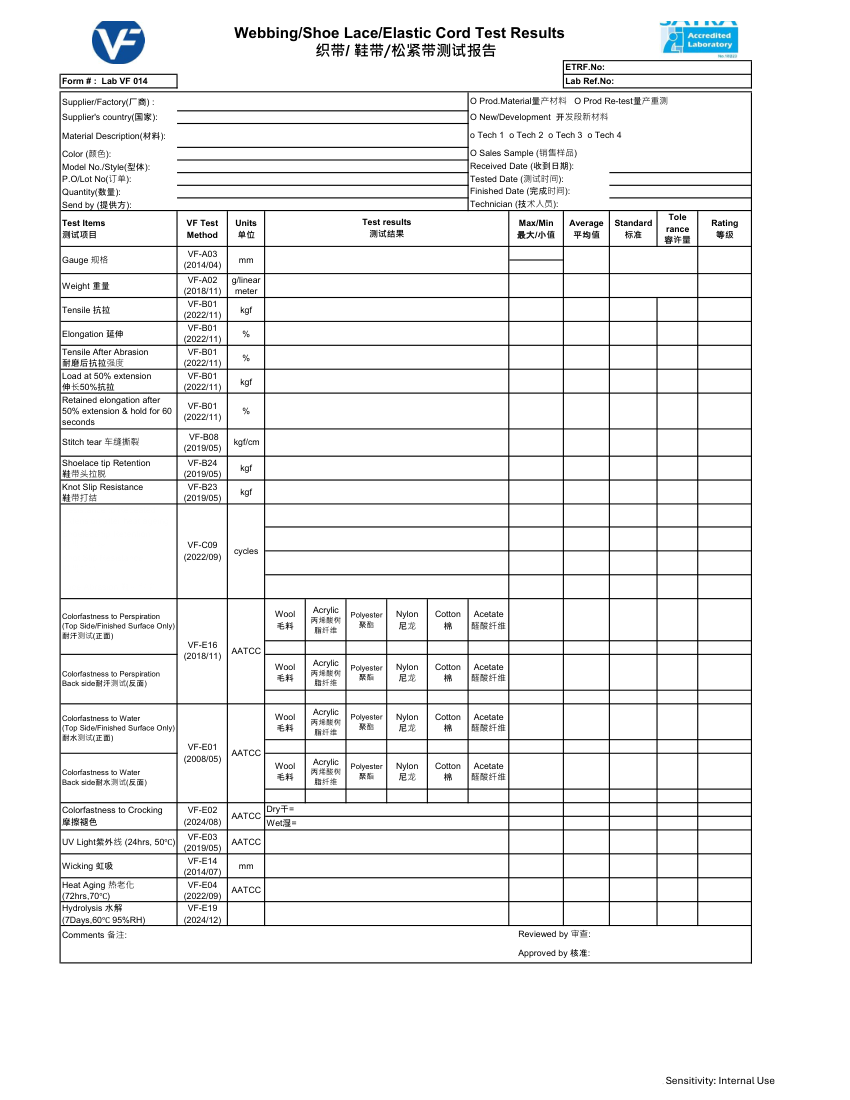 VF
Webbing/Shoe Lace/Elastic Cord Test Results
织带/ 鞋带/松紧带测试报告
SATRA
Accredited
Laboratory
ETRF.No:
Form # : Lab VF 014
Lab Ref.No:
Supplier/Factory(厂商) :
O Prod.Material量产材料 O Prod Re-test量产重测
Supplier's country(国家):
O New/Development 开发段新材料
Material Description(材料):
o Tech 1 o Tech 2 o Tech 3 o Tech 4
Color (颜色):
O Sales Sample (销售样品)
Model No./Style(型体):
Received Date (收到日期):
P.O/Lot No(订单):
Tested Date (测试时间):
Quantity(数量):
Finished Date (完成时间):
Send by (提供方):
Technician (技术人员):
Test Items
测试项目
VF Test
Method
Units
单位
Test results
测试结果
Max/Min
最大/小值
Average
平均值
Standard
标准
Tole
rance
容许量
Rating
等级
Gauge 规格
VF-A03
(2014/04)
mm
Weight 重量
VF-A02
(2018/11)
g/linear
meter
Tensile 抗拉
VF-B01
(2022/11)
kgf
Elongation 延伸
VF-B01
(2022/11)
%
Tensile After Abrasion
耐磨后抗拉强度
VF-B01
(2022/11)
%
Load at 50% extension
伸长50%抗拉
VF-B01
(2022/11)
kgf
Retained elongation after
50% extension & hold for 60
seconds
VF-B01
(2022/11)
%
Stitch tear 车缝撕裂
VF-B08
(2019/05)
kgf/cm
Shoelace tip Retention
鞋带头拉脱
VF-B24
(2019/05)
kgf
Knot Slip Resistance
鞋带打结
VF-B23
(2019/05)
kgf
VF-C09
(2022/09)
cycles
Colorfastness to Perspiration
(Top Side/Finished Surface Only)
耐汗测试(正面)
VF-E16
(2018/11)
AATCC
Wool
毛料
Acrylic
丙烯酸树
脂纤维
Polyester
聚酯
Nylon
尼龙
Cotton
棉
Acetate
醛酸纤维
Colorfastness to Perspiration
Back side耐汗测试(反面)
Wool
毛料
Acrylic
丙烯酸树
脂纤维
Polyester
聚酯
Nylon
尼龙
Cotton
棉
Acetate
醛酸纤维
Colorfastness to Water
(Top Side/Finished Surface Only)
耐水测试(正面)
VF-E01
(2008/05)
AATCC
Wool
毛料
Acrylic
丙烯酸树
脂纤维
Polyester
聚酯
Nylon
尼龙
Cotton
棉
Acetate
醛酸纤维
Colorfastness to Water
Back side耐水测试(反面)
Wool
毛料
Acrylic
丙烯酸树
脂纤维
Polyester
聚酯
Nylon
尼龙
Cotton
棉
Acetate
醛酸纤维
Colorfastness to Crocking
摩擦褪色
VF-E02
(2024/08)
AATCC
Dry干=
Wet湿=
UV Light紫外线 (24hrs, 50℃)
VF-E03
(2019/05)
AATCC
Wicking 虹吸
VF-E14
(2014/07)
mm
Heat Aging 热老化
(72hrs,70℃)
VF-E04
(2022/09)
AATCC
Hydrolysis 水解
(7Days,60℃ 95%RH)
VF-E19
(2024/12)
Comments 备注:
Reviewed by 审查:
Approved by 核准:
Sensitivity: Internal Use